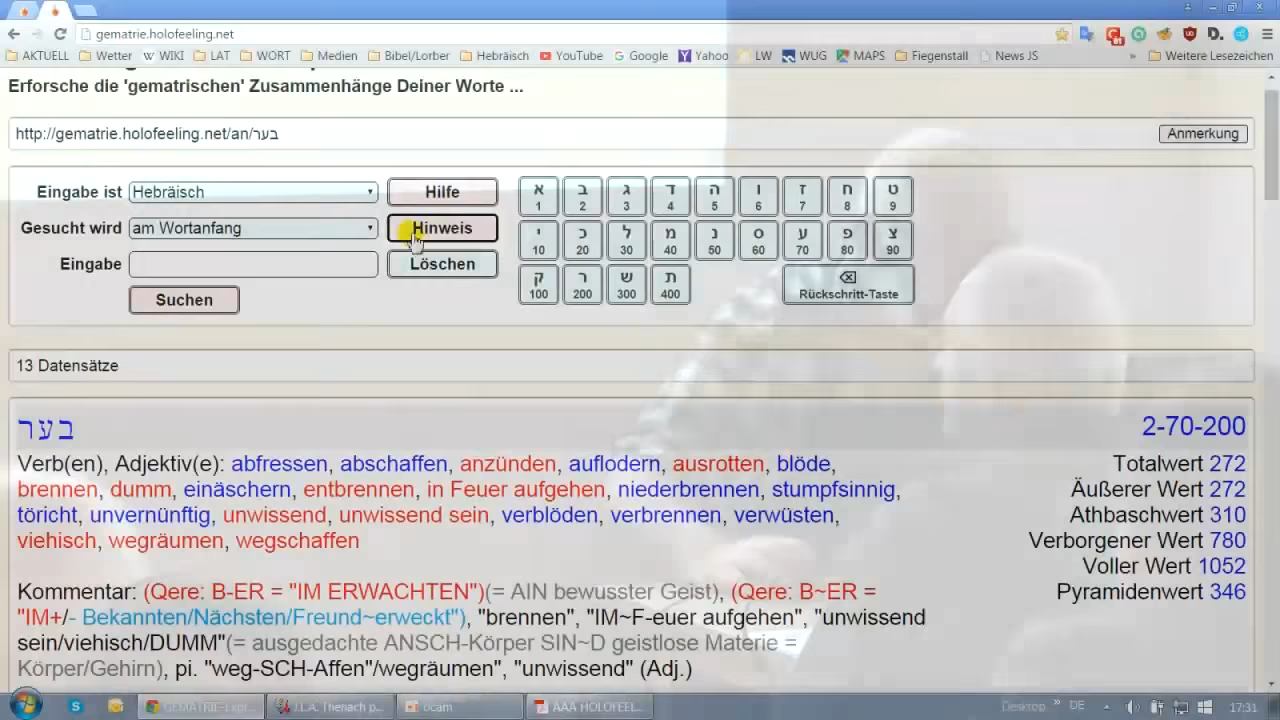 gematrie.holofeeling.net
AKTUELL Wetter WIKI LAT WORT Medien Bibel/Lorber Hebräisch YouTube Google Yahoo LW WUG MAPS Fiegenstall News JS » Weitere Lesezeichen
Erforsche die 'gematrischen' Zusammenhänge Deiner Worte ...
http://gematrie.holofeeling.net/an/בער Anmerkung
Eingabe ist Hebräisch Hilfe
Gesucht wird am Wortanfang Hinweis
Eingabe Löschen
Suchen
א ב ג ד ה ו ז ח ט
1 2 3 4 5 6 7 8 9
י כ ל מ נ ס ע פ צ
10 20 30 40 50 60 70 80 90
ק ר ש ת
100 200 300 400 Rückschritt-Taste
13 Datensätze
בער 2-70-200
Verb(en), Adjektiv(e): abfressen, abschaffen, anzünden, auflodern, ausrotten, blöde,
brennen, dumm, einäschern, entbrennen, in Feuer aufgehen, niederbrennen, stumpfsinnig,
töricht, unvernünftig, unwissend, unwissend sein, verblöden, verbrennen, verwüsten,
viehisch, wegräumen, wegschaffen
Totalwert 272
Äußerer Wert 272
Athbaschwert 310
Verborgener Wert 780
Voller Wert 1052
Pyramidenwert 346
Kommentar: (Qere: B-ER = "IM ERWACHTEN")(= AIN bewusster Geist), (Qere: B~ER =
"IM+/- Bekannten/Nächsten/Freund~erweckt"), "brennen", "IM~F-euer aufgehen", "unwissend
sein/viehisch/DUMM"(= ausgedachte ANSCH-Körper SIN~D geistlose Materie =
Körper/Gehirn), pi. "weg-SCH-Affen"/wegräumen", "unwissend" (Adj.)
GEMATRIE-Expl... J.L.A. Thenach p... ocam AAA HOLOFEEL... Desktop » DE 17:31